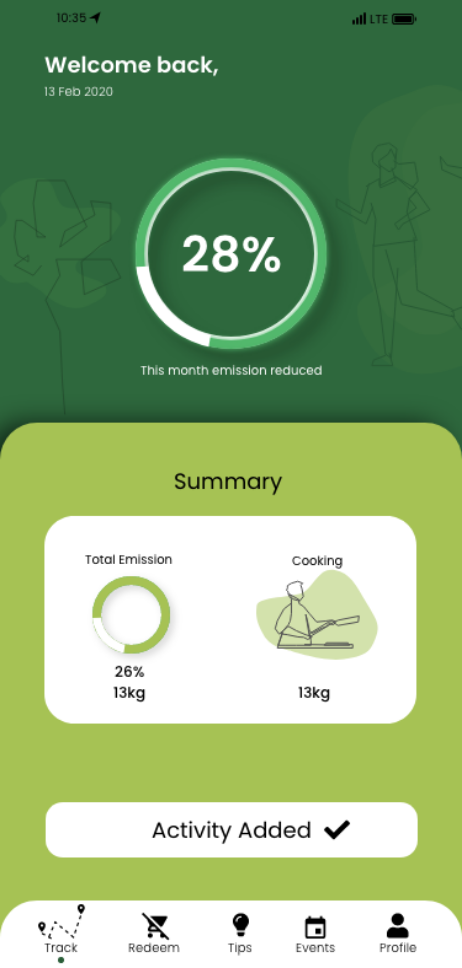 10:35 LTE
Welcome back,
13 Feb 2020
28%
This month emission reduced
Summary
Total Emission Cooking
26%
13kg 13kg
Activity Added
Track Redeem Tips Events Profile